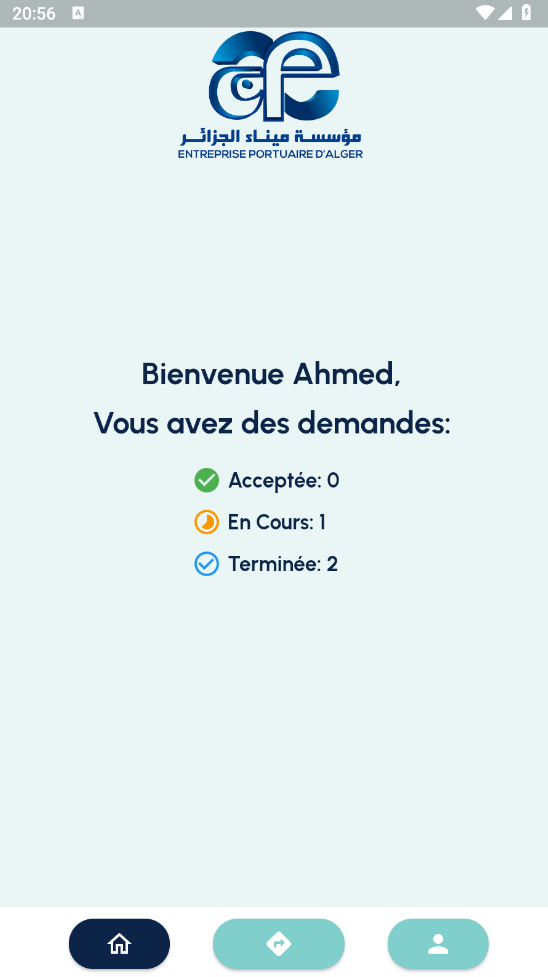 20:56
مؤسسة ميناء الجزائر
ENTREPRISE PORTUAIRE D'ALGER
Bienvenue Ahmed,
Vous avez des demandes:
Acceptée: 0
En Cours: 1
Terminée: 2